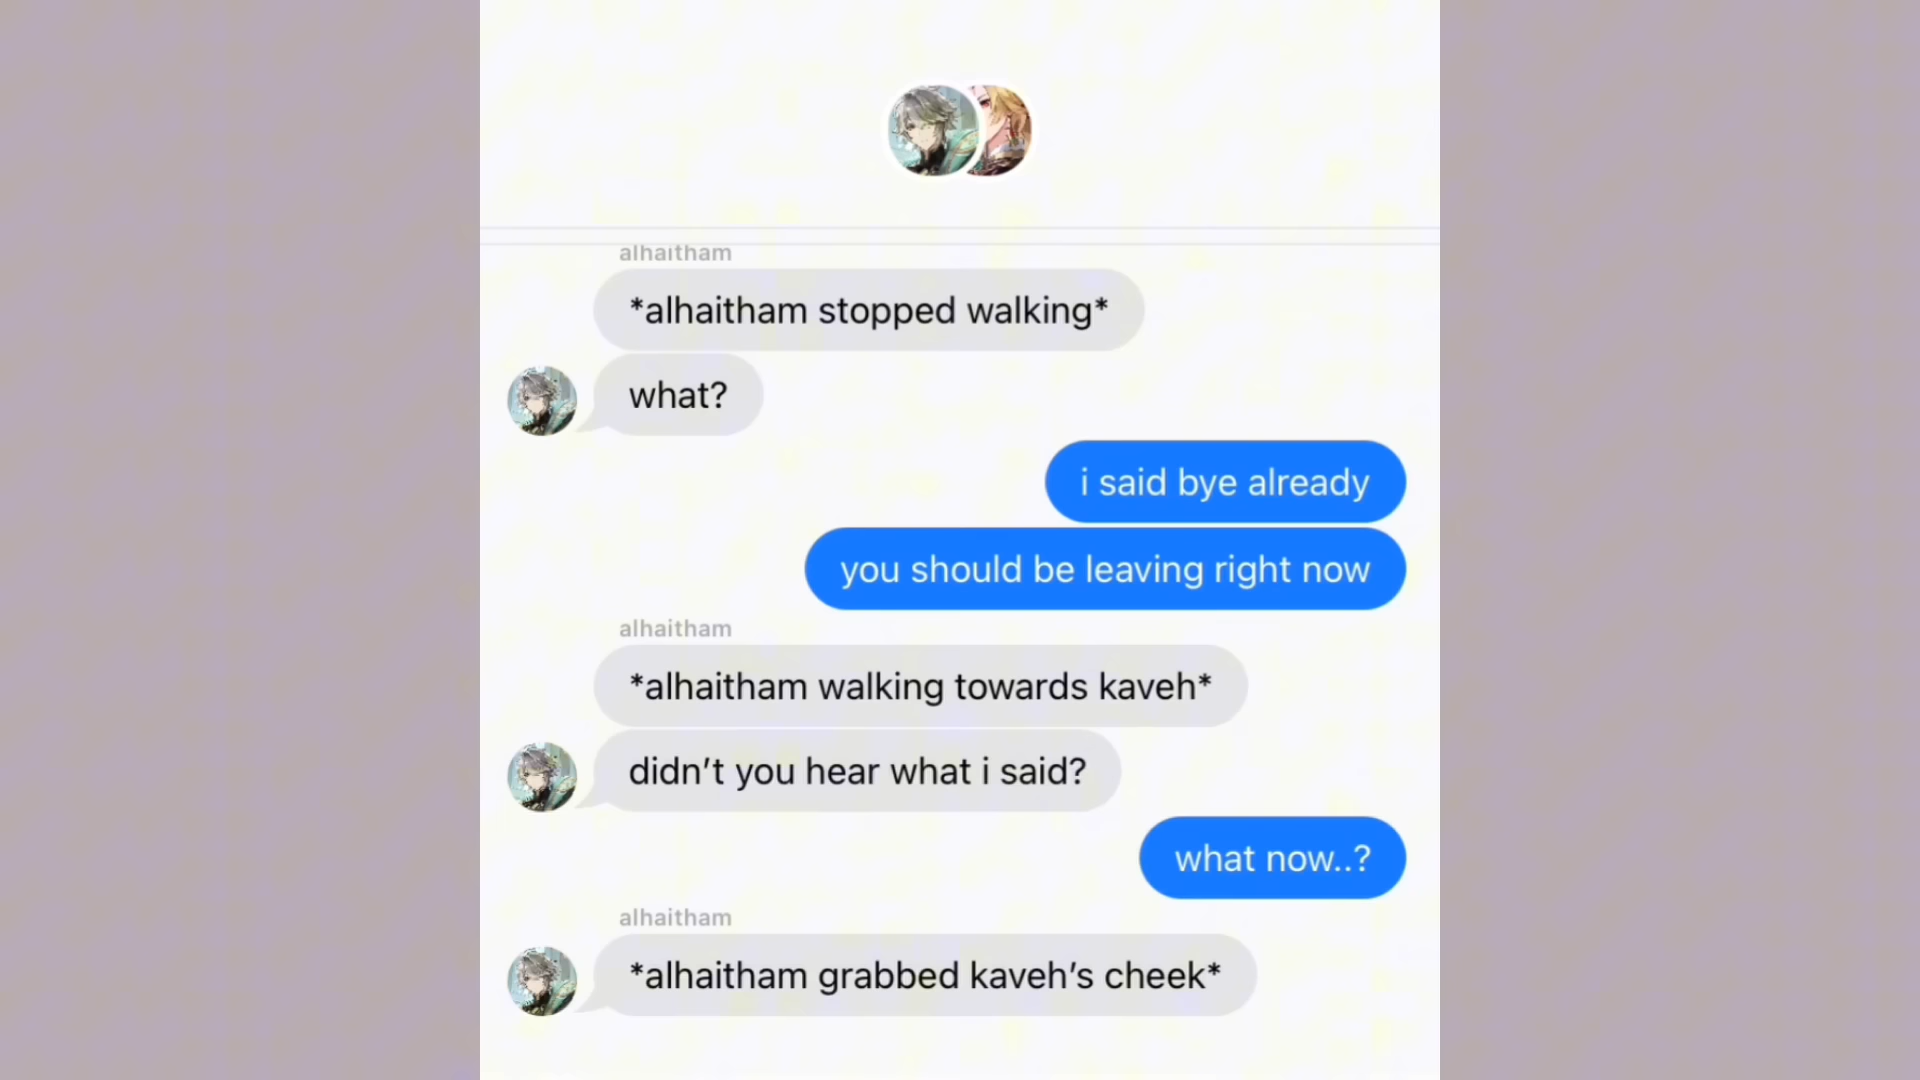 alhaitham
*alhaitham stopped walking*
what?
i said bye already
you should be leaving right now
alhaitham
*alhaitham walking towards kaveh*
didn’t you hear what i said?
what now..?
alhaitham
*alhaitham grabbed kaveh’s cheek*